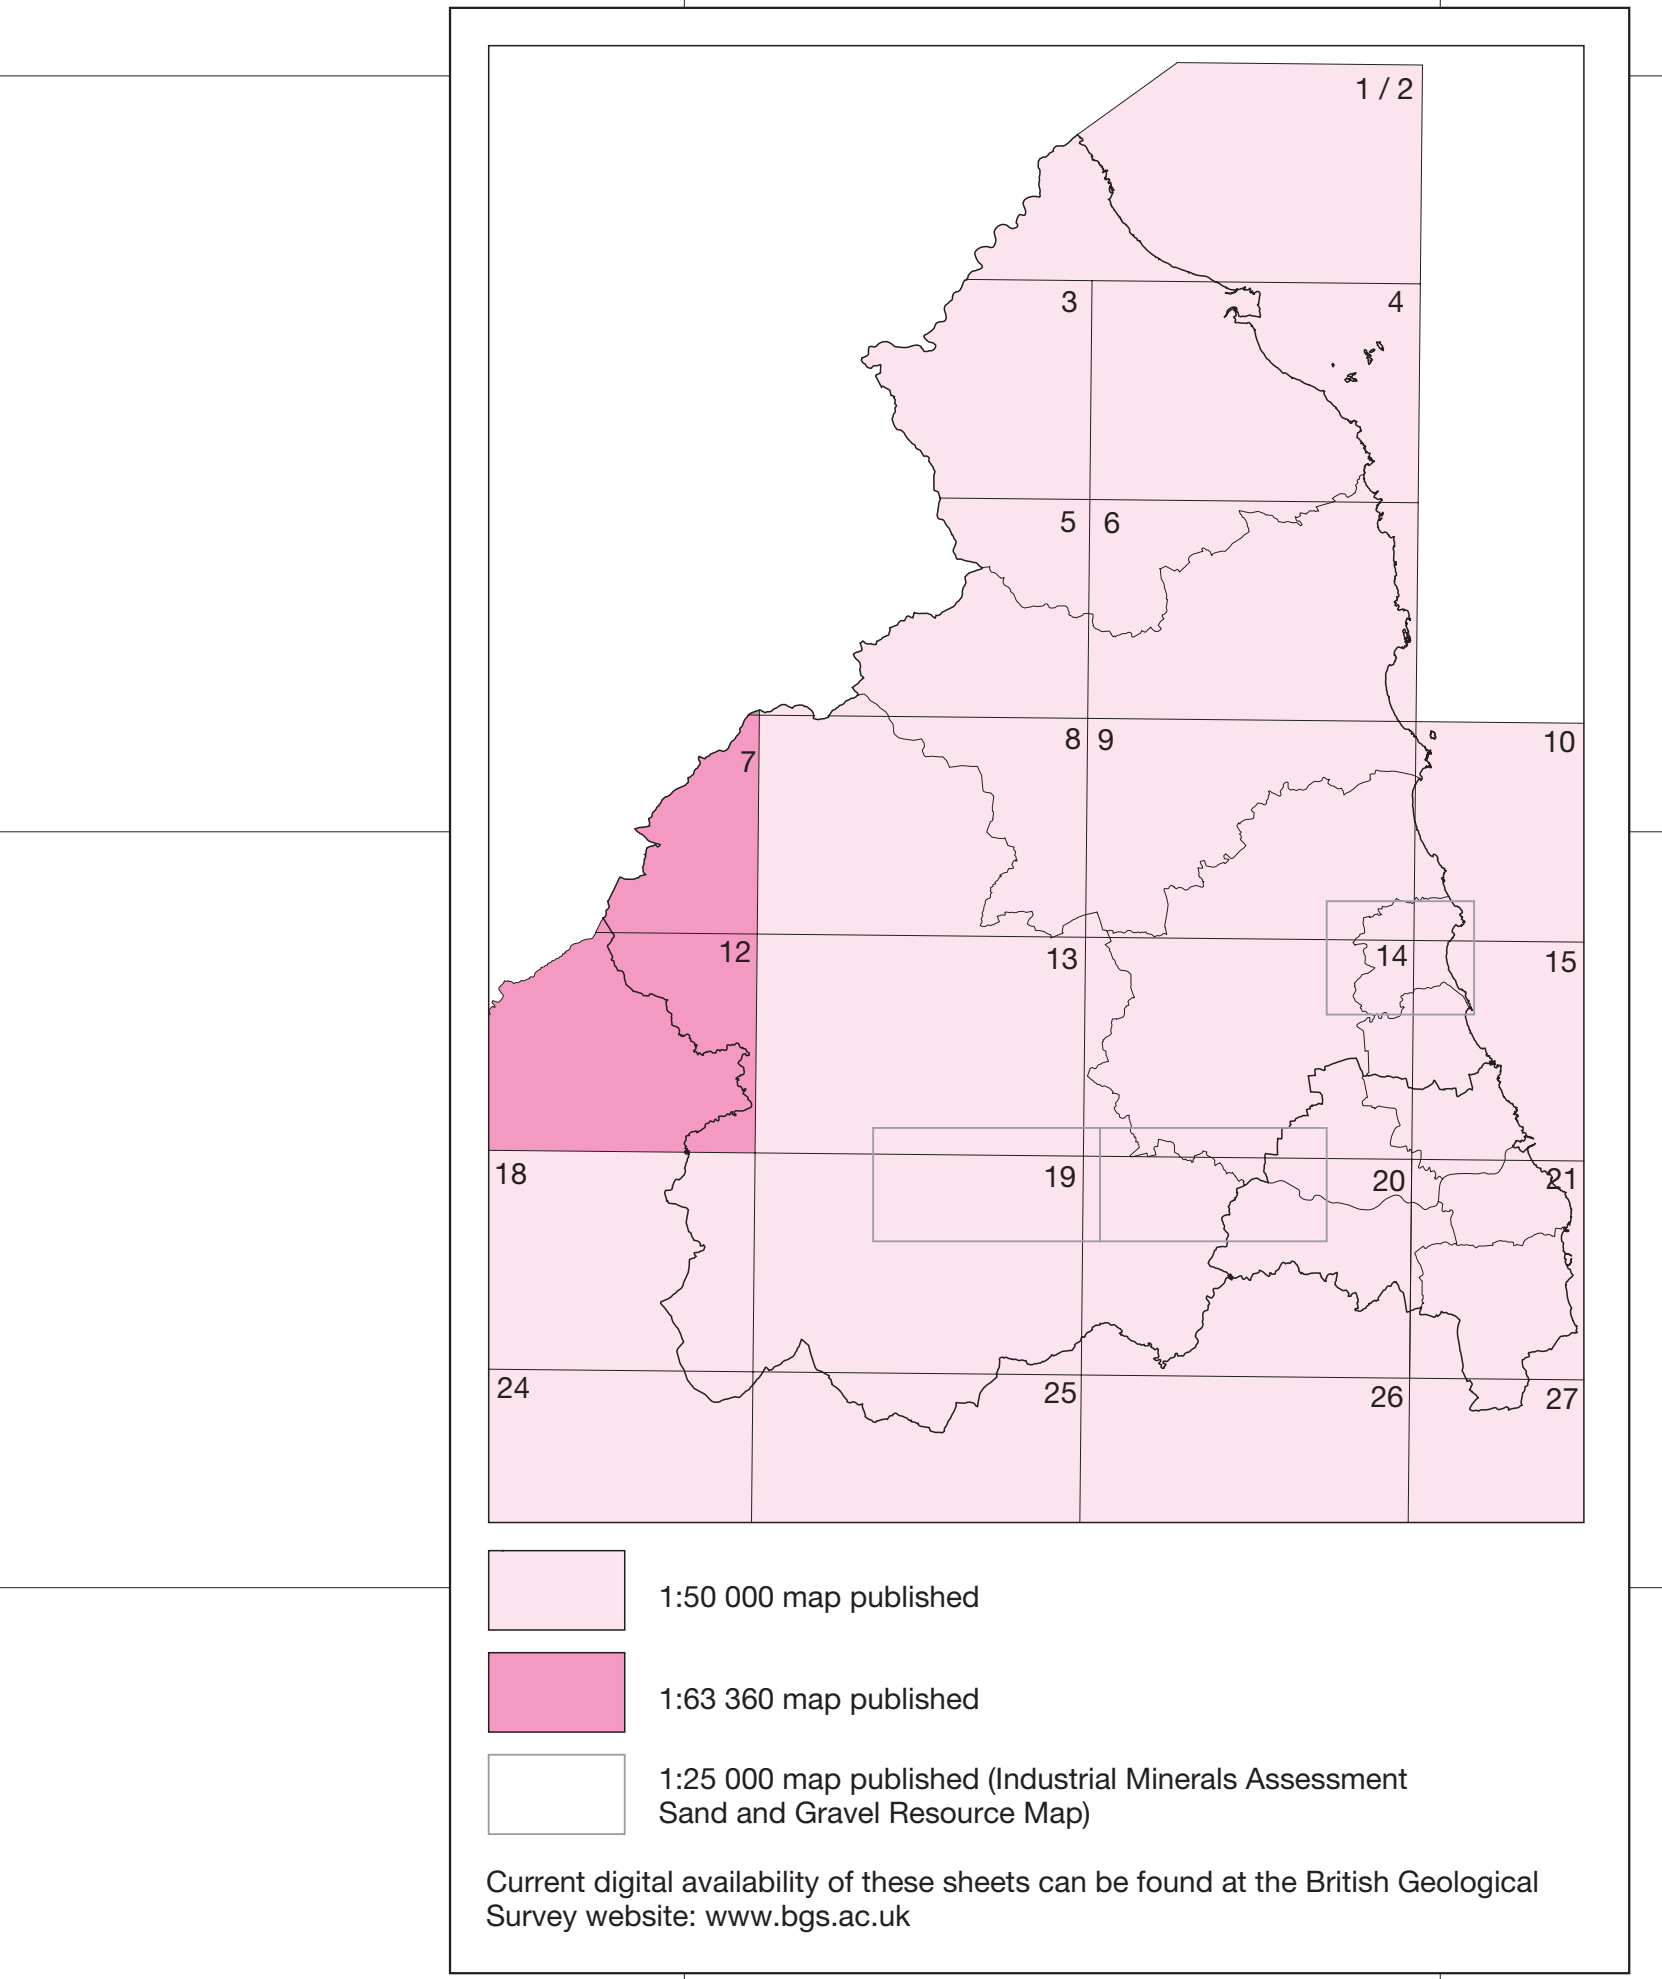 1 / 2
3
4
5
6
7
8
9
10
12
13
14
15
18
19
20
21
24
25
26
27
1:50 000 map published
1:63 360 map published
1:25 000 map published (Industrial Minerals Assessment
Sand and Gravel Resource Map)
Current digital availability of these sheets can be found at the British Geological
Survey website: www.bgs.ac.uk